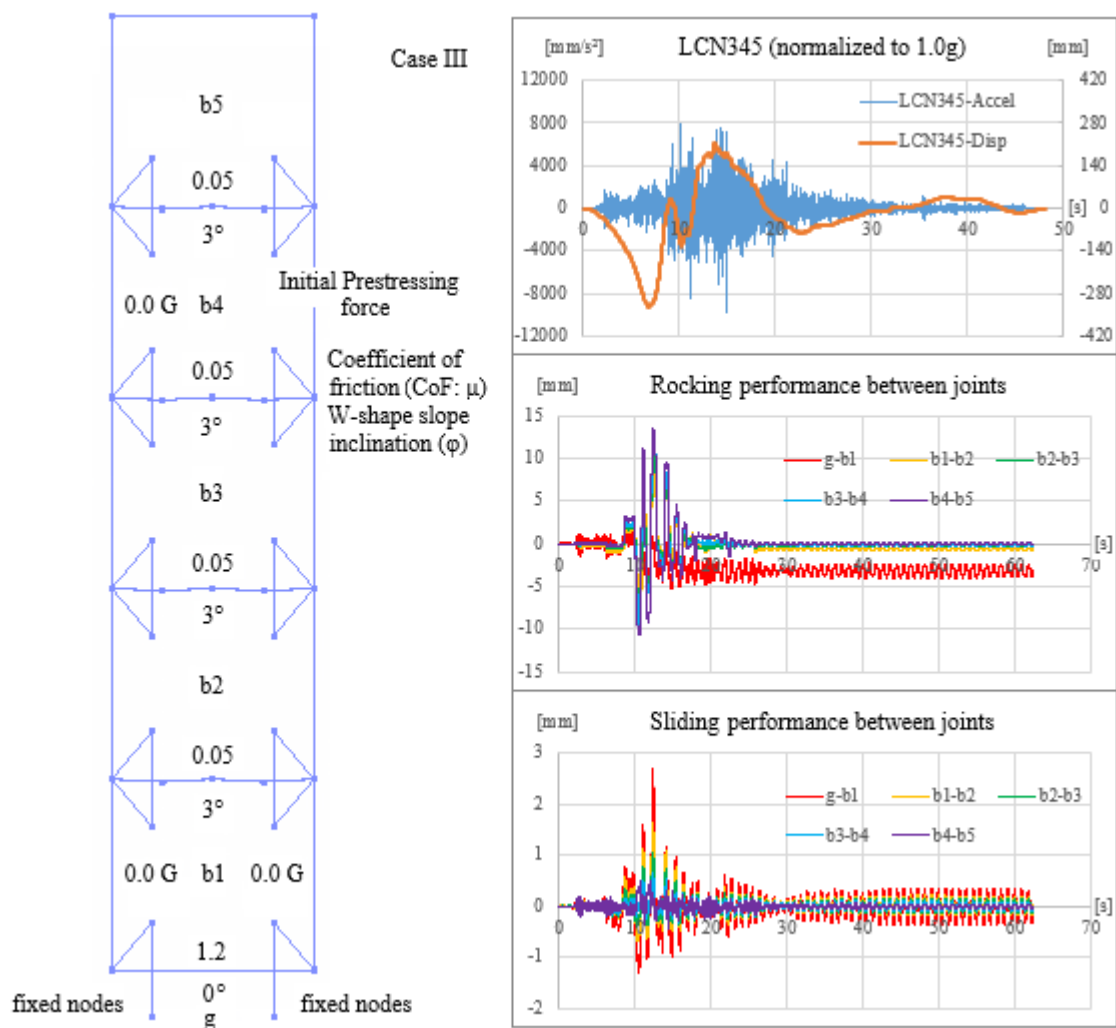 Case III
b5
0.05
3°
Initial Prestressing
force
0.0 G b4
0.05
3°
Coefficient of
friction (CoF: μ)
W-shape slope
inclination (φ)
b3
0.05
3°
b2
0.05
3°
0.0 G b1 0.0 G
1.2
0°
g
fixed nodes
fixed nodes
[mm/s²] LCN345 (normalized to 1.0g) [mm]
12000 420
8000 280
4000 140
0 0
-4000 -140
-8000 -280
-12000 -420
LCN345-Accel
LCN345-Disp
0 10 20 30 40 50
[s]
[mm] Rocking performance between joints
15
10
5
0
-5
-10
-15
g-b1 b1-b2 b2-b3
b3-b4 b4-b5
[s]
0 10 20 30 40 50 60 70
[mm] Sliding performance between joints
3
2
1
0
-1
-2
g-b1 b1-b2 b2-b3
b3-b4 b4-b5
[s]
0 10 20 30 40 50 60 70